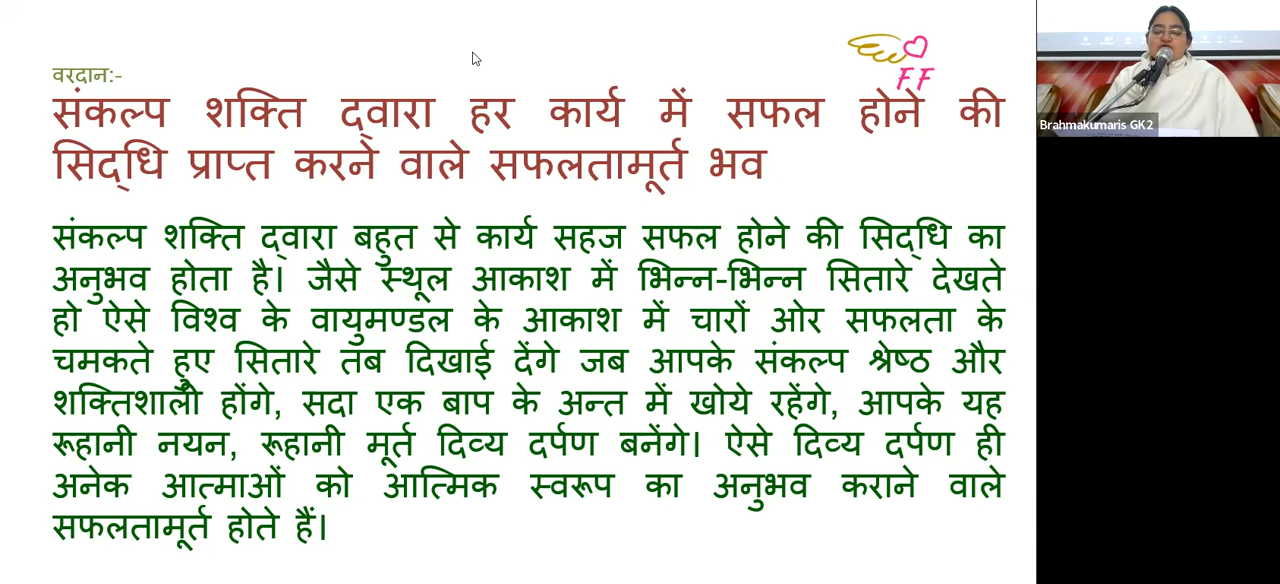 वरदान:-
संकल्प शक्ति द्वारा हर कार्य में सफल होने की
सिद्धि प्राप्त करने वाले सफलतामूर्त भव
संकल्प शक्ति द्वारा बहुत से कार्य सहज सफल होने की सिद्धि का
अनुभव होता है। जैसे स्थूल आकाश में भिन्न-भिन्न सितारे देखते
हो ऐसे विश्व के वायुमण्डल के आकाश में चारों ओर सफलता के
चमकते हुए सितारे तब दिखाई देंगे जब आपके संकल्प श्रेष्ठ और
शक्तिशाली होंगे, सदा एक बाप के अन्त में खोये रहेंगे, आपके यह
रूहानी नयन, रूहानी मूर्त दिव्य दर्पण बनेंगे। ऐसे दिव्य दर्पण ही
अनेक आत्माओं को आत्मिक स्वरूप का अनुभव कराने वाले
सफलतामूर्त होते हैं।
FF
Brahmakumaris GK2